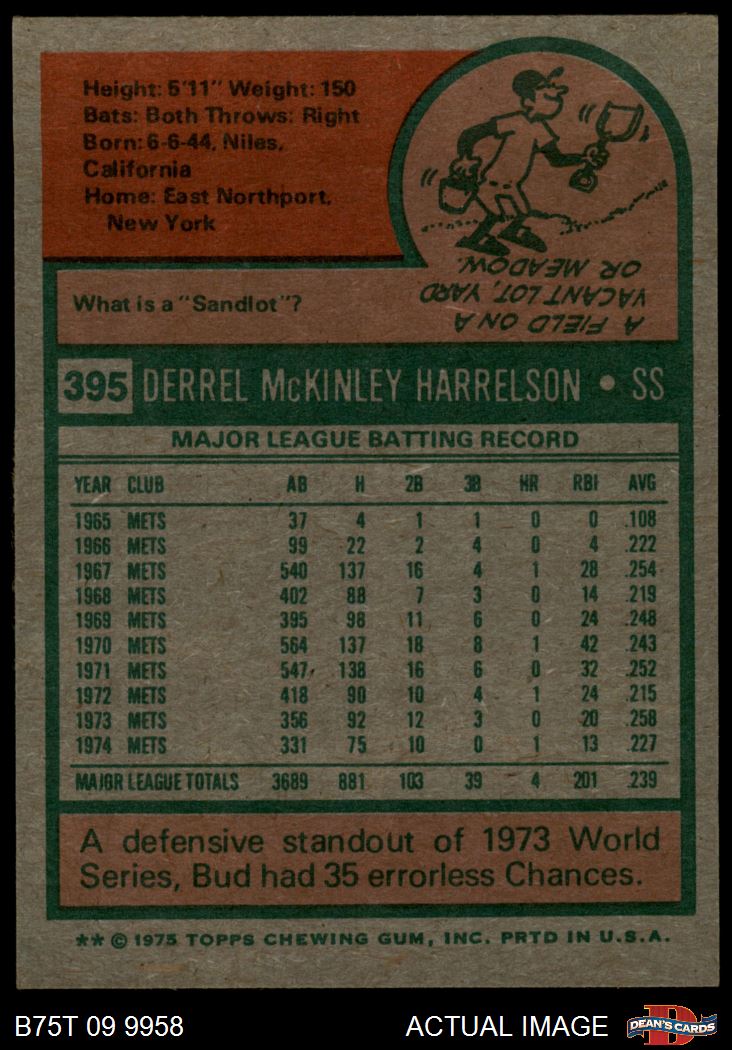 Height: 5'11" Weight: 150
Bats: Both Throws: Right
Born: 6-6-44, Niles,
California
Home: East Northport,
New York
What is a "Sandlot"?
A FIELD ON A
VACANT LOT, YARD
OR MEADOW.
395 DERREL McKINLEY HARRELSON • SS
MAJOR LEAGUE BATTING RECORD
YEAR CLUB AB H 2B 3B HR RBI AVG
1965 METS 37 4 1 1 0 0 .108
1966 METS 99 22 2 4 0 4 .222
1967 METS 540 137 16 4 1 28 .254
1968 METS 402 88 7 3 0 14 .219
1969 METS 395 98 11 6 0 24 .248
1970 METS 564 137 18 8 1 42 .243
1971 METS 547 138 16 6 0 32 .252
1972 METS 418 90 10 4 1 24 .215
1973 METS 356 92 12 3 0 20 .258
1974 METS 331 75 10 0 1 13 .227
MAJOR LEAGUE TOTALS 3689 881 103 39 4 201 .239
A defensive standout of 1973 World
Series, Bud had 35 errorless Chances.
** © 1975 TOPPS CHEWING GUM, INC. PRTD IN U.S.A.
B75T 09 9958 ACTUAL IMAGE DEAN'S CARDS